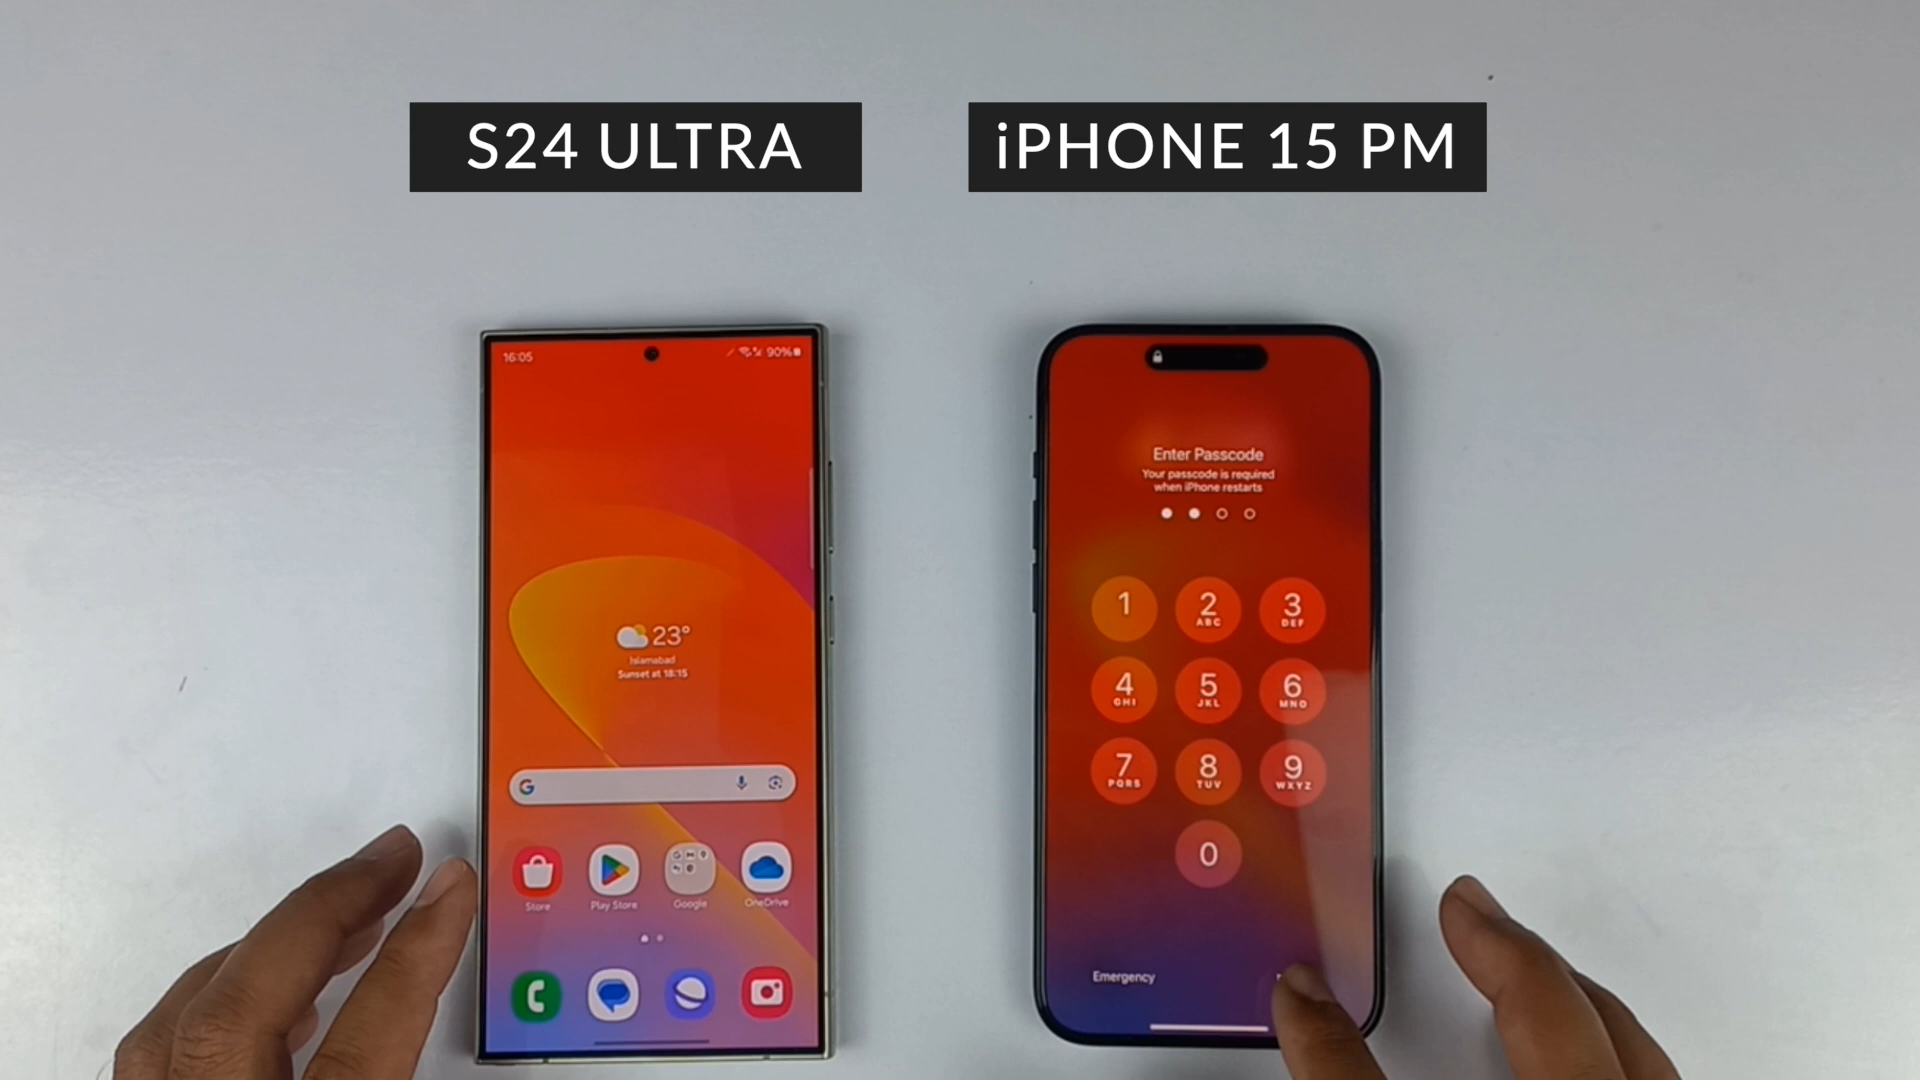 S24 ULTRA
iPHONE 15 PM
16:05
90%
23°
Islamabad
Sunset at 18:15
G
Store
Play Store
Google
OneDrive
Enter Passcode
Your passcode is required
when iPhone restarts
1
2
ABC
3
DEF
4
GHI
5
JKL
6
MNO
7
PQRS
8
TUV
9
WXYZ
0
Emergency